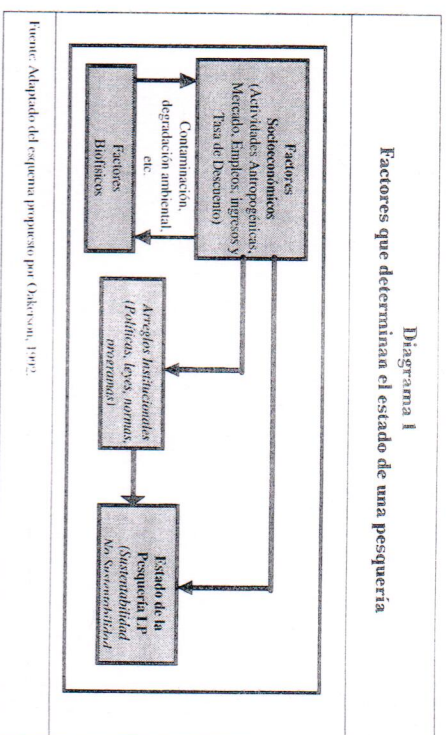 Diagrama 1
Factores que determinan el estado de una pesquería
Factores
Socioeconómicos
(Actividades Antropogénicas,
Mercado, Empleos, ingresos y
Tasa de Descuento)
Contaminación,
degradación ambiental,
etc.
Factores
Biofísicos
Arreglos Institucionales
(Políticas, leyes, normas,
programas)
Estado de la
Pesquería LP
(Sustentabilidad
No Sustentabilidad
Fuente: Adaptado del esquema propuesto por Oakerson, 1992.